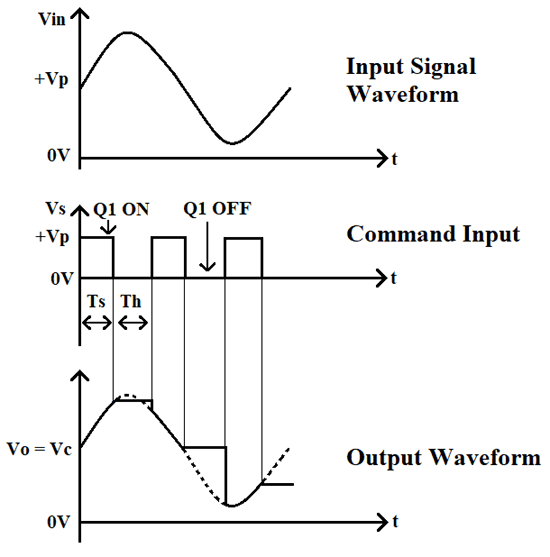 Vin
+Vp
Input Signal
Waveform
0V
t
Vs
Q1 ON
Q1 OFF
+Vp
Command Input
0V
t
Ts
Th
Vo = Vc
Output Waveform
0V
t